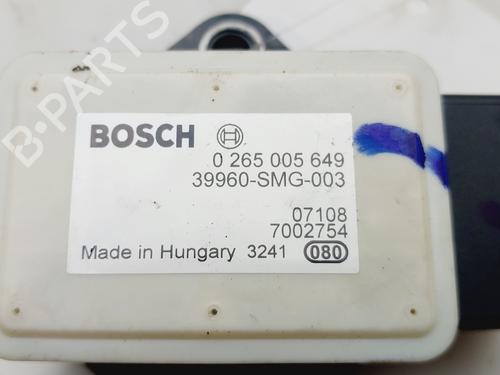 B-PARTS
BOSCH
0 265 005 649
39960-SMG-003
07108
7002754
Made in Hungary 3241 080